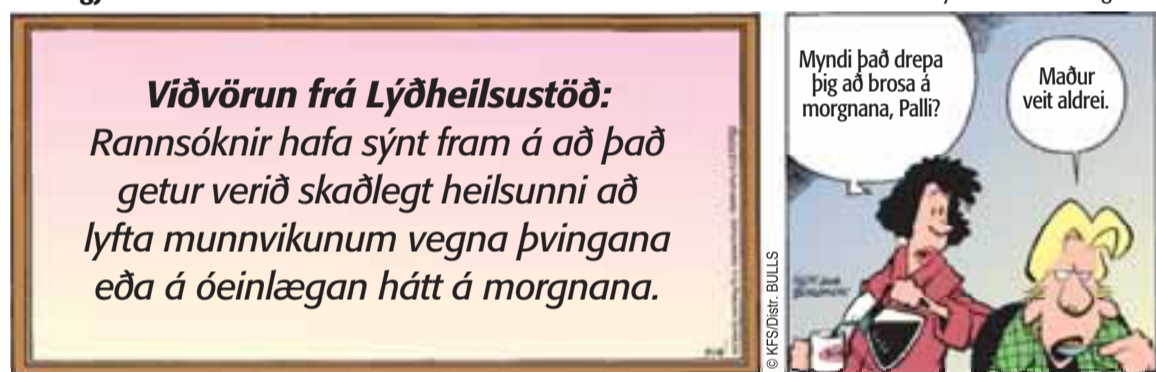 Viðvörun frá Lýðheilsustöð:
Rannsóknir hafa sýnt fram á að það
getur verið skaðlegt heilsunni að
lyfta munnvikunum vegna þvingana
eða á óeinlægan hátt á morgnana.
© KFS/Distr. BULLS
Myndi það drepa
þig að brosa á
morgnana, Palli?
Maður
veit aldrei.